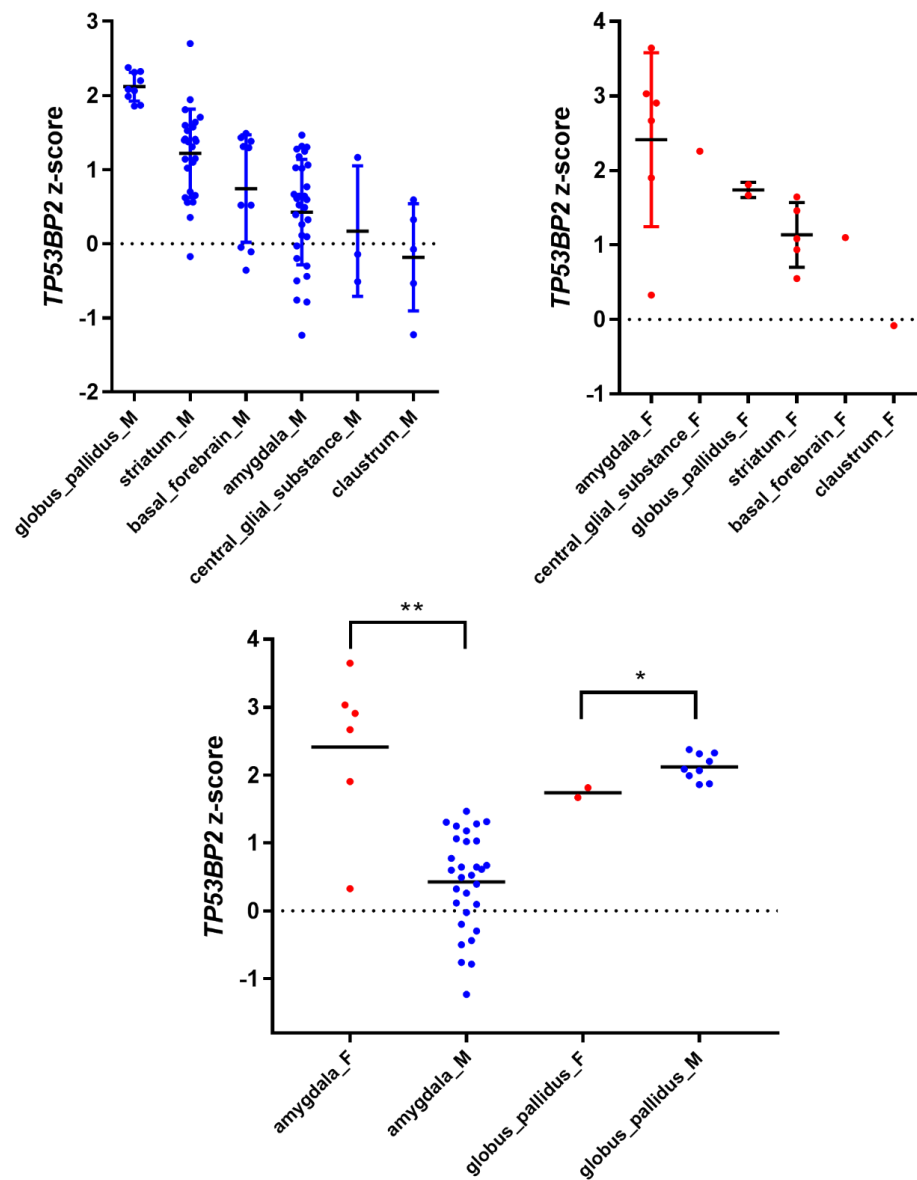 3
2
1
0
-1
-2
TP53BP2 z-score
globus_pallidus_M
striatum_M
basal_forebrain_M
amygdala_M
central_glial_substance_M
claustrum_M
4
3
2
1
0
-1
TP53BP2 z-score
amygdala_F
central_glial_substance_F
globus_pallidus_F
striatum_F
basal_forebrain_F
claustrum_F
**
*
4
3
2
1
0
-1
TP53BP2 z-score
amygdala_F
amygdala_M
globus_pallidus_F
globus_pallidus_M